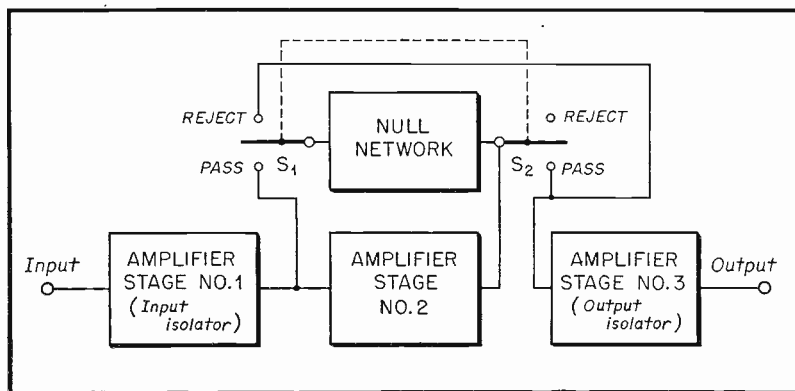 REJECT
PASS
S1
NULL
NETWORK
S2
REJECT
PASS
Input
AMPLIFIER
STAGE NO.1
(Input
isolator)
AMPLIFIER
STAGE
NO.2
AMPLIFIER
STAGE NO.3
(Output
isolator)
Output